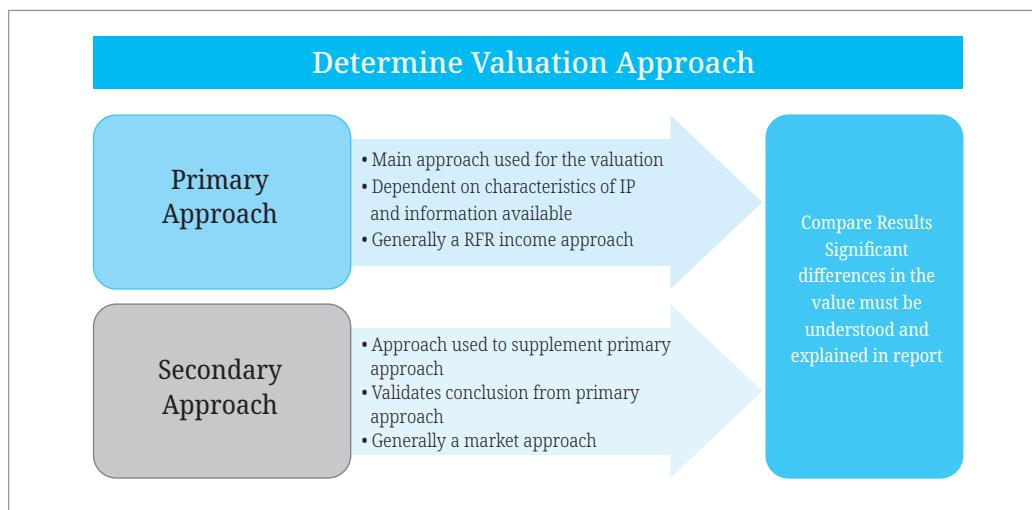 Determine Valuation Approach
Primary
Approach
• Main approach used for the valuation
• Dependent on characteristics of IP
and information available
• Generally a RFR income approach
Secondary
Approach
• Approach used to supplement primary
approach
• Validates conclusion from primary
approach
• Generally a market approach
Compare Results
Significant
differences in the
value must be
understood and
explained in report